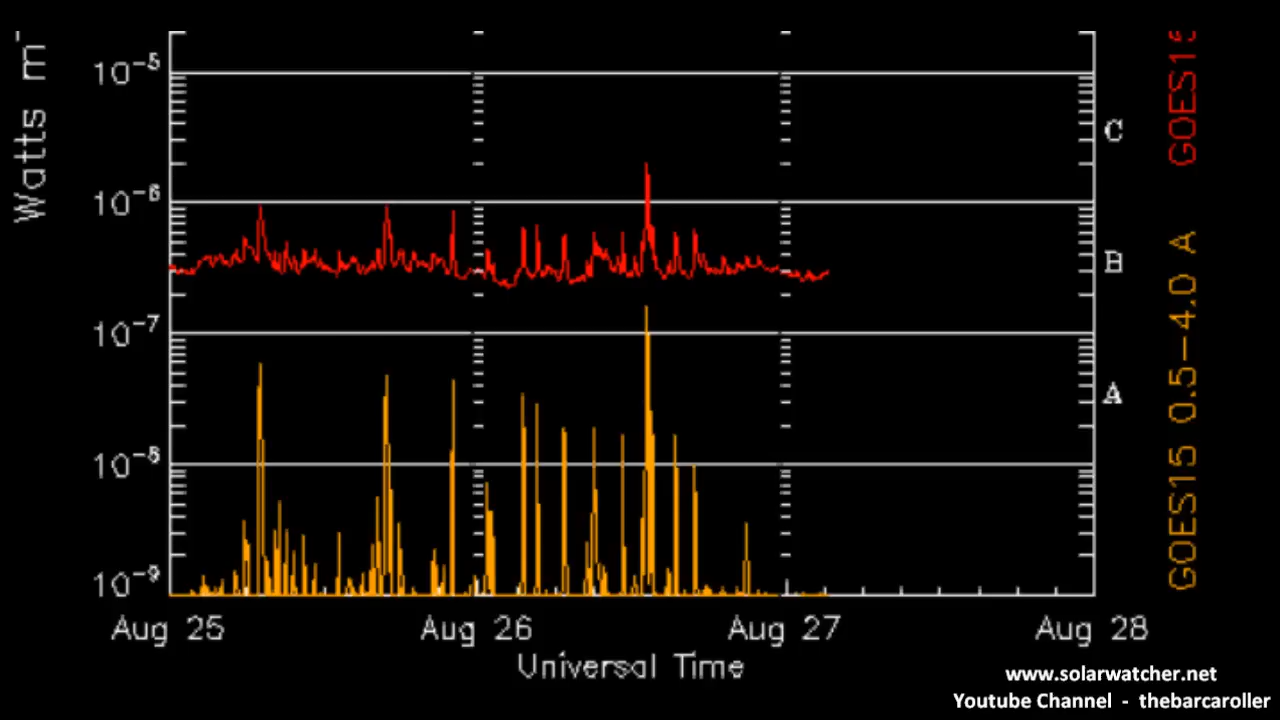 Watts m-
10-5
10-6
10-7
10-8
10-9
C
B
A
GOES15
GOES15 0.5-4.0 A
Aug 25
Aug 26
Aug 27
Aug 28
Universal Time
www.solarwatcher.net
Youtube Channel - thebarcaroller